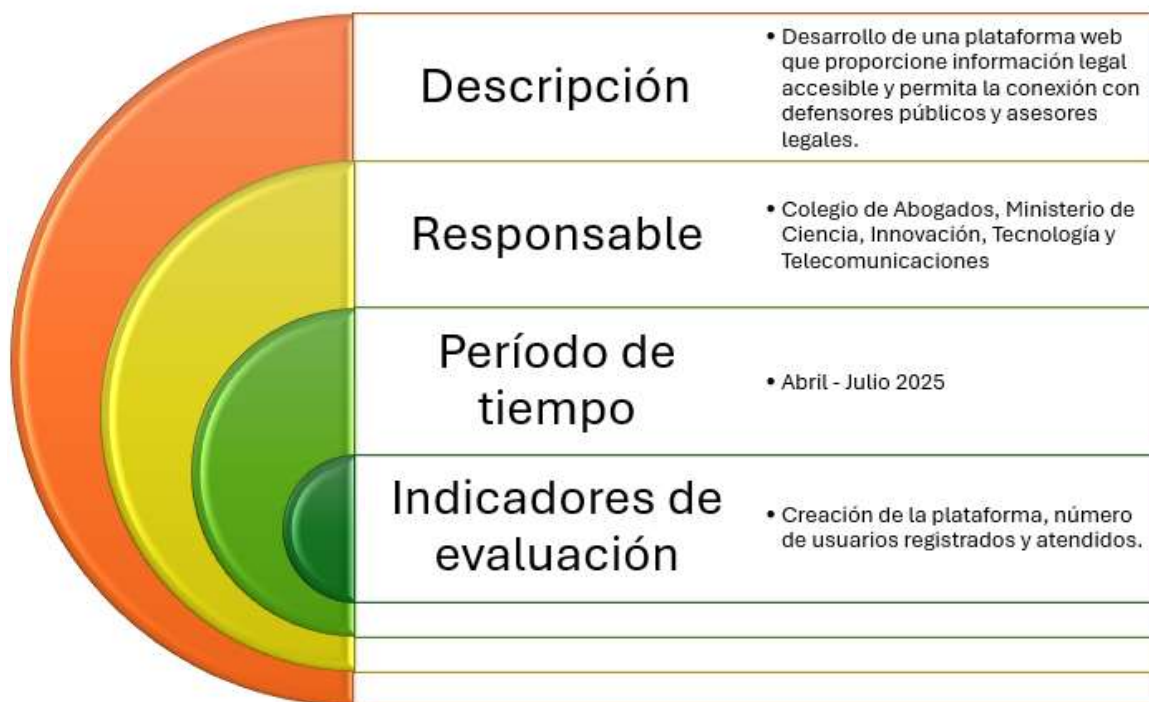 Descripción
• Desarrollo de una plataforma web
que proporcione información legal
accesible y permita la conexión con
defensores públicos y asesores
legales.
Responsable
• Colegio de Abogados, Ministerio de
Ciencia, Innovación, Tecnología y
Telecomunicaciones
Período de
tiempo
• Abril - Julio 2025
Indicadores de
evaluación
• Creación de la plataforma, número
de usuarios registrados y atendidos.